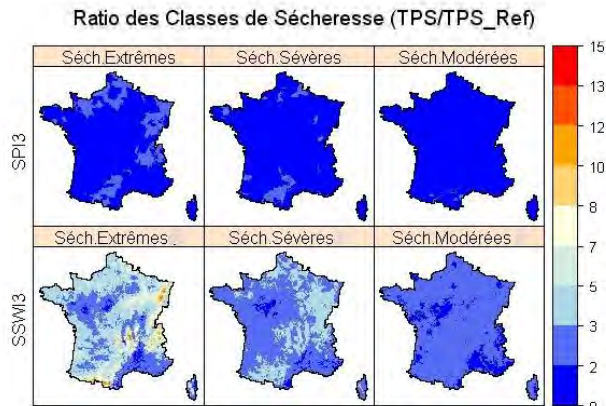 Ratio des Classes de Sécheresse (TPS/TPS_Ref)
Séch.Extrêmes Séch.Sévères Séch.Modérées
SPI3
Séch.Extrêmes Séch.Sévères Séch.Modérées
SSWI3
15
13
12
10
8
7
5
3
2
0